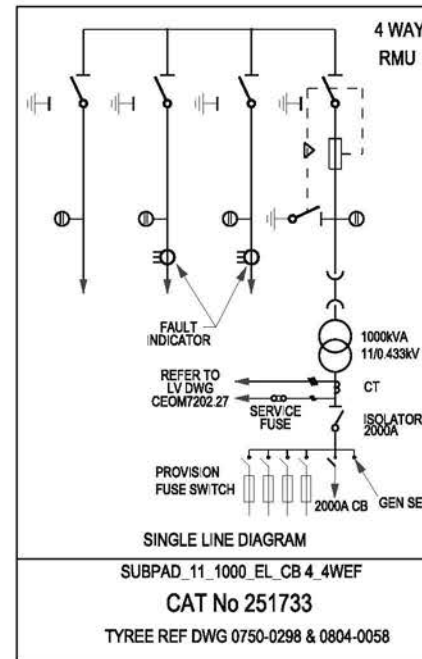 4 WAY
RMU
FAULT
INDICATOR
1000kVA
11/0.433kV
REFER TO
LV DWG
CEOM7202.27
CT
SERVICE
FUSE
ISOLATOR
2000A
PROVISION
FUSE SWITCH
2000A CB
GEN SE
SINGLE LINE DIAGRAM
SUBPAD_11_1000_EL_CB 4_4WEF
CAT No 251733
TYREE REF DWG 0750-0298 & 0804-0058